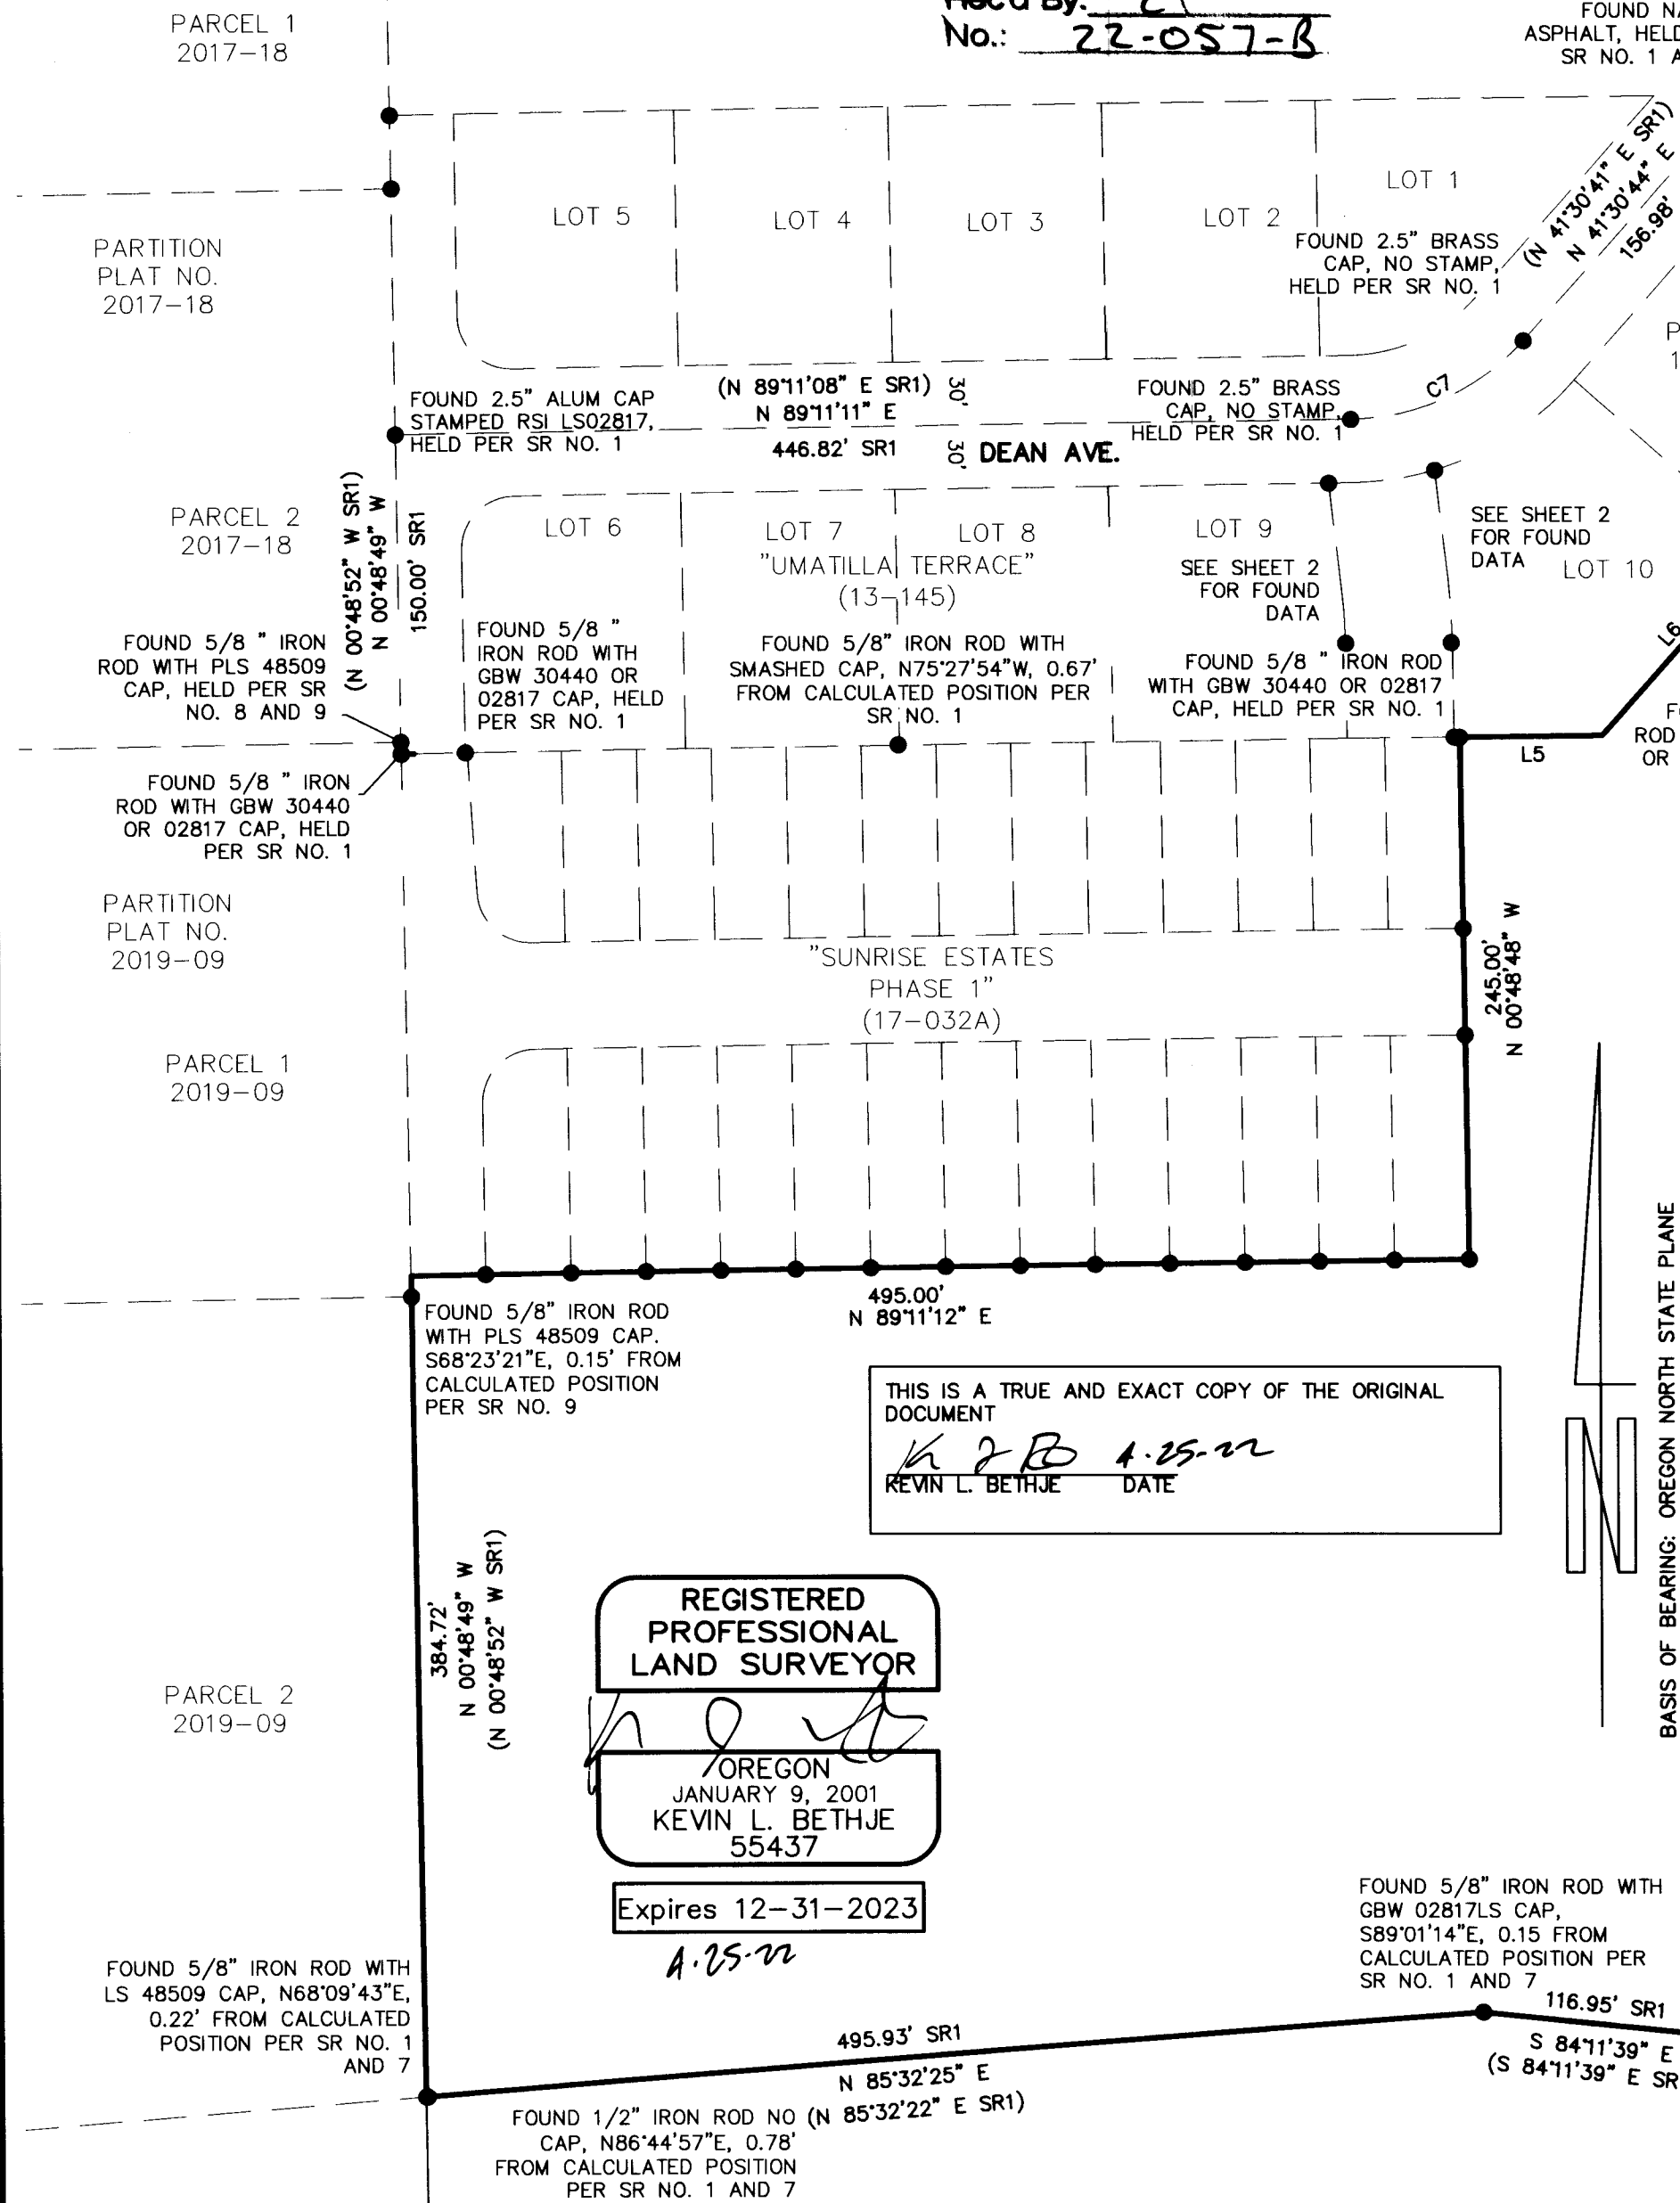 Rec'd By:
No.: 22-057-B
PARCEL 1
2017-18
ASPHALT, HELD
SR NO. 1
LOT 5
LOT 4
LOT 3
LOT 2
LOT 1
(N 41°30'41" E SR1)
N 41°30'44" E
156.98'
PARTITION
PLAT NO.
2017-18
FOUND 2.5" BRASS
CAP, NO STAMP,
HELD PER SR NO. 1
FOUND 2.5" ALUM CAP
STAMPED RSI LS02817,
HELD PER SR NO. 1
(N 89°11'08" E SR1)
N 89°11'11" E
446.82' SR1
30'
30'
DEAN AVE.
FOUND 2.5" BRASS
CAP, NO STAMP,
HELD PER SR NO. 1
C7
PARCEL 2
2017-18
(N 00°48'52" W SR1)
N 00°48'49" W
150.00' SR1
LOT 6
LOT 7
LOT 8
LOT 9
"UMATILLA TERRACE"
(13-145)
SEE SHEET 2
FOR FOUND
DATA
SEE SHEET 2
FOR FOUND
DATA
LOT 10
L6
FOUND 5/8 " IRON
ROD WITH PLS 48509
CAP, HELD PER SR
NO. 8 AND 9
FOUND 5/8 "
IRON ROD WITH
GBW 30440 OR
02817 CAP, HELD
PER SR NO. 1
FOUND 5/8" IRON ROD WITH
SMASHED CAP, N75°27'54"W, 0.67'
FROM CALCULATED POSITION PER
SR NO. 1
FOUND 5/8 " IRON ROD
WITH GBW 30440 OR 02817
CAP, HELD PER SR NO. 1
L5
ROD
OR
FOUND 5/8 " IRON
ROD WITH GBW 30440
OR 02817 CAP, HELD
PER SR NO. 1
PARTITION
PLAT NO.
2019-09
"SUNRISE ESTATES
PHASE 1"
(17-032A)
245.00'
N 00°48'48" W
PARCEL 1
2019-09
495.00'
N 89°11'12" E
FOUND 5/8" IRON ROD
WITH PLS 48509 CAP.
S68°23'21"E, 0.15' FROM
CALCULATED POSITION
PER SR NO. 9
THIS IS A TRUE AND EXACT COPY OF THE ORIGINAL
DOCUMENT
4-25-22
KEVIN L. BETHJE DATE
N
BASIS OF BEARING: OREGON NORTH STATE PLANE
384.72'
N 00°48'49" W
(N 00°48'52" W SR1)
PARCEL 2
2019-09
REGISTERED
PROFESSIONAL
LAND SURVEYOR
OREGON
JANUARY 9, 2001
KEVIN L. BETHJE
55437
Expires 12-31-2023
4-25-22
FOUND 5/8" IRON ROD WITH
LS 48509 CAP, N68°09'43"E,
0.22' FROM CALCULATED
POSITION PER SR NO. 1
AND 7
FOUND 5/8" IRON ROD WITH
GBW 02817LS CAP,
S89°01'14"E, 0.15 FROM
CALCULATED POSITION PER
SR NO. 1 AND 7
495.93' SR1
N 85°32'25" E
(N 85°32'22" E SR1)
116.95' SR1
S 84°11'39" E
(S 84°11'39" E SR
FOUND 1/2" IRON ROD NO
CAP, N86°44'57"E, 0.78'
FROM CALCULATED POSITION
PER SR NO. 1 AND 7